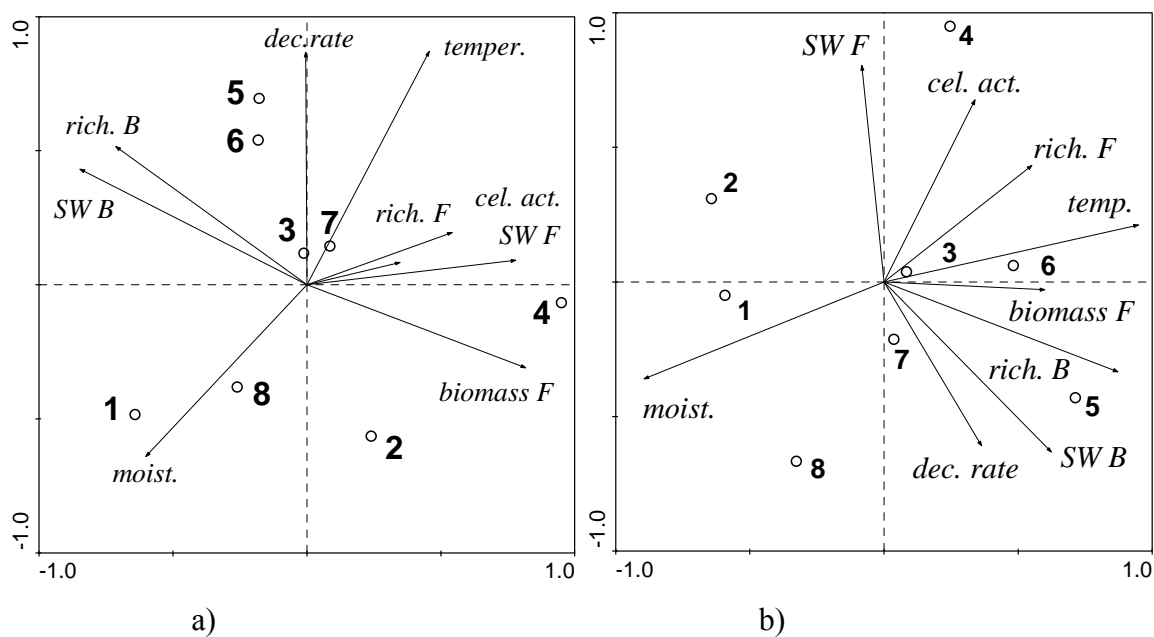 1.0
dec.rate
temper.
5
6
rich. B
SW B
3
7
rich. F
cel. act.
SW F
4
biomass F
1
8
2
moist.
-1.0
-1.0
1.0
a)
1.0
SW F
4
cel. act.
rich. F
2
temp.
3
6
1
biomass F
7
rich. B
5
moist.
dec. rate
SW B
8
-1.0
-1.0
1.0
b)